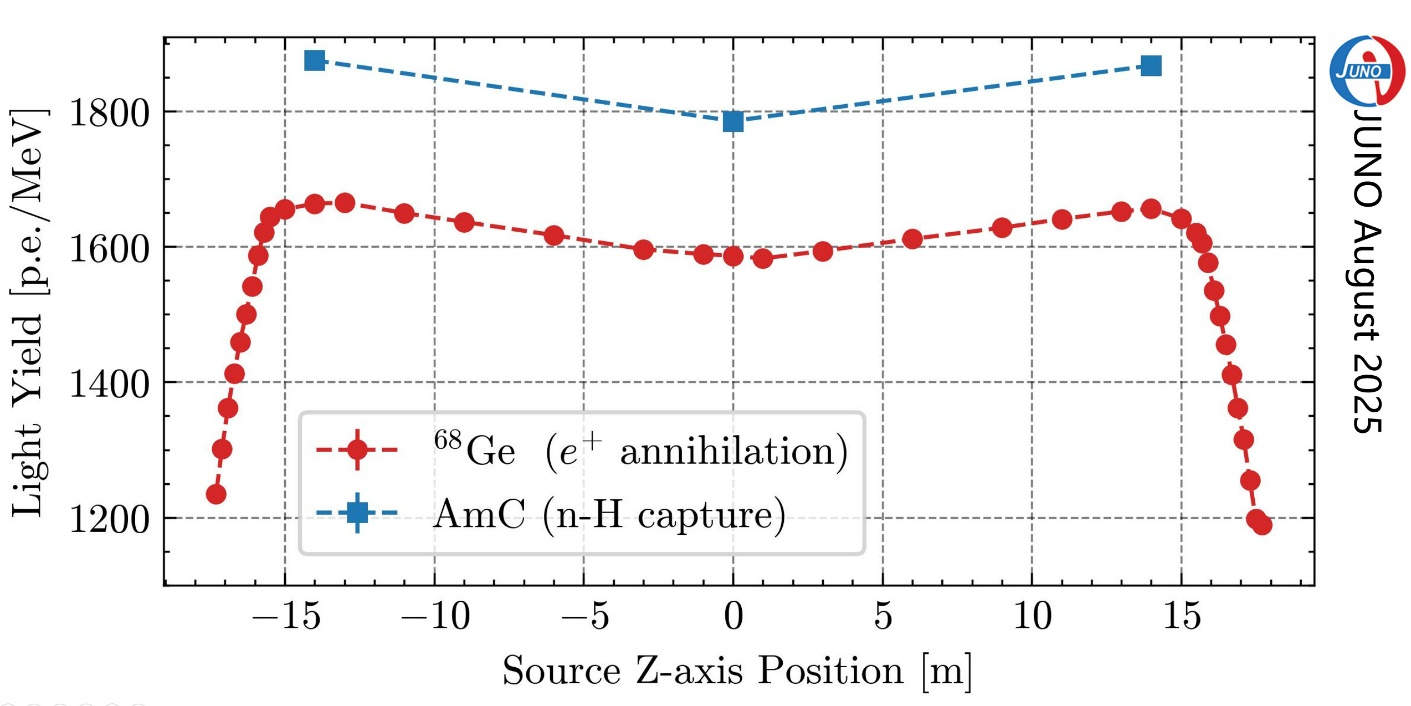 Light Yield [p.e./MeV]
1800
1600
1400
1200
⁶⁸Ge (e⁺ annihilation)
AmC (n-H capture)
−15 −10 −5 0 5 10 15
Source Z-axis Position [m]
JUNO
JUNO August 2025